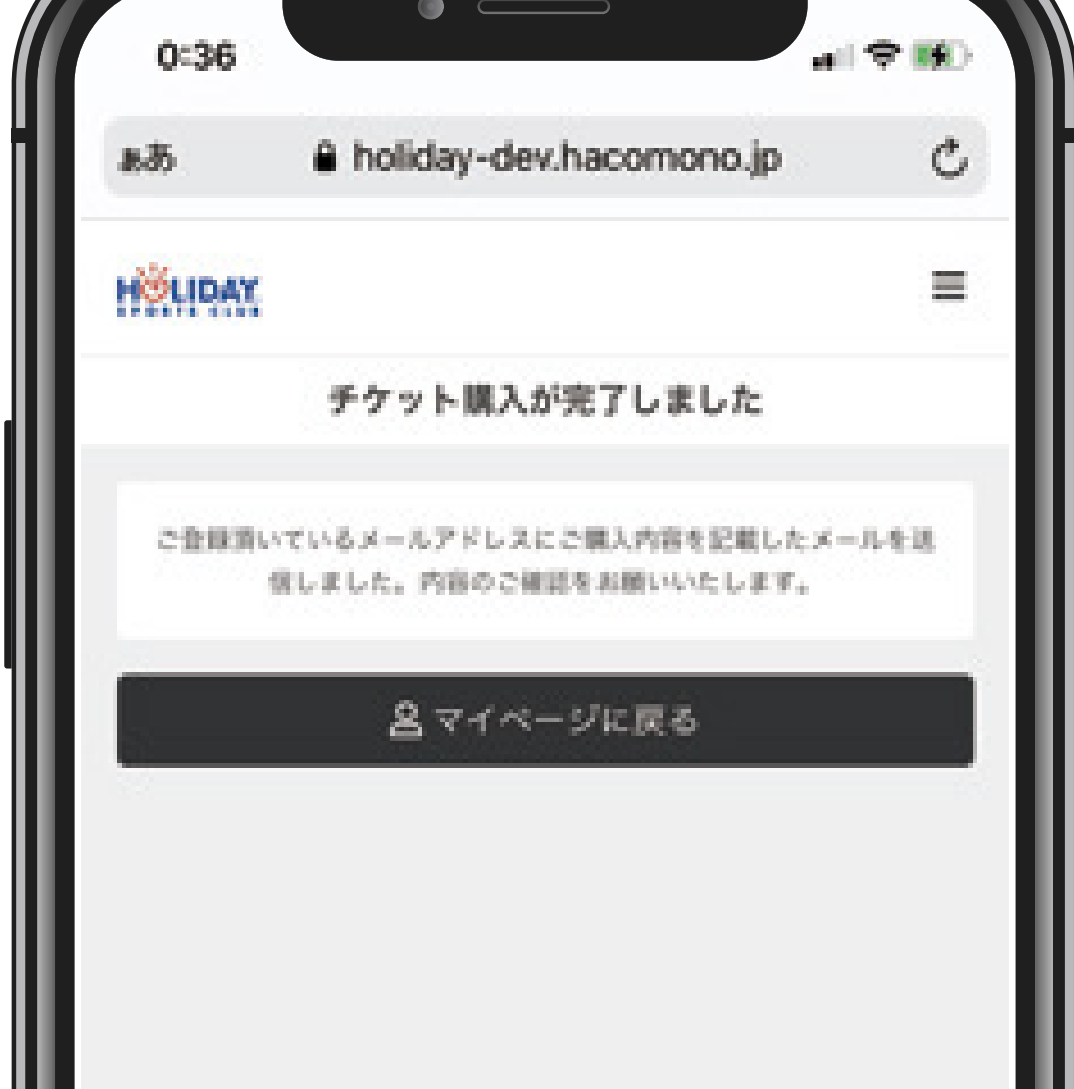 0:36
ぁあ holiday-dev.hacomono.jp
HOLIDAY
SPORTS CLUB
チケット購入が完了しました
ご登録頂いているメールアドレスにご購入内容を記載したメールを送
信しました。内容のご確認をお願いいたします。
マイページに戻る